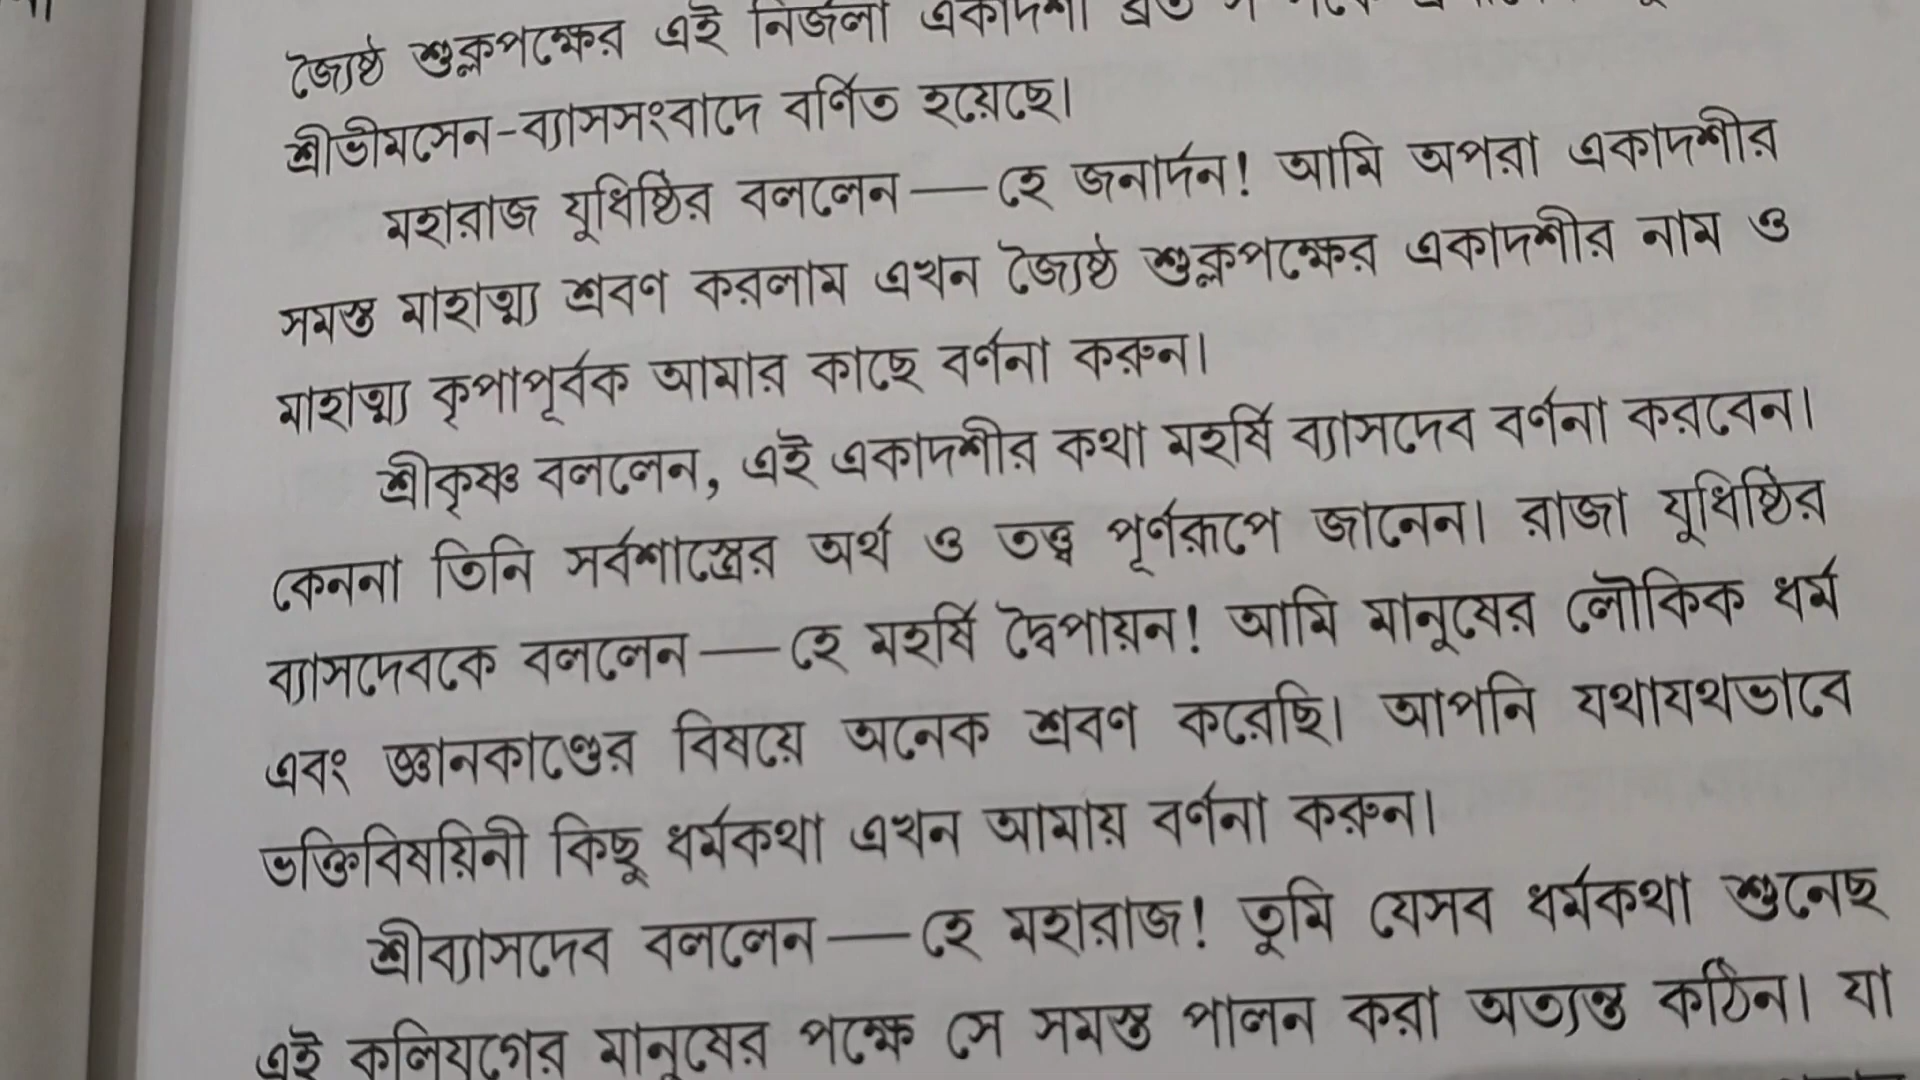 জ্যৈষ্ঠ শুক্লপক্ষের এই নির্জলা একাদশী ব্রত
শ্রীভীমসেন-ব্যাসসংবাদে বর্ণিত হয়েছে।
মহারাজ যুধিষ্ঠির বললেন—হে জনার্দন! আমি অপরা একাদশীর
সমস্ত মাহাত্ম্য শ্রবণ করলাম এখন জ্যৈষ্ঠ শুক্লপক্ষের একাদশীর নাম ও
মাহাত্ম্য কৃপাপূর্বক আমার কাছে বর্ণনা করুন।
শ্রীকৃষ্ণ বললেন, এই একাদশীর কথা মহর্ষি ব্যাসদেব বর্ণনা করবেন।
কেননা তিনি সর্বশাস্ত্রের অর্থ ও তত্ত্ব পূর্ণরূপে জানেন। রাজা যুধিষ্ঠির
ব্যাসদেবকে বললেন—হে মহর্ষি দ্বৈপায়ন! আমি মানুষের লৌকিক ধর্ম
এবং জ্ঞানকাণ্ডের বিষয়ে অনেক শ্রবণ করেছি। আপনি যথাযথভাবে
ভক্তিবিষয়িনী কিছু ধর্মকথা এখন আমায় বর্ণনা করুন।
শ্রীব্যাসদেব বললেন—হে মহারাজ! তুমি যেসব ধর্মকথা শুনেছ
এই কলিযুগের মানুষের পক্ষে সে সমস্ত পালন করা অত্যন্ত কঠিন। যা